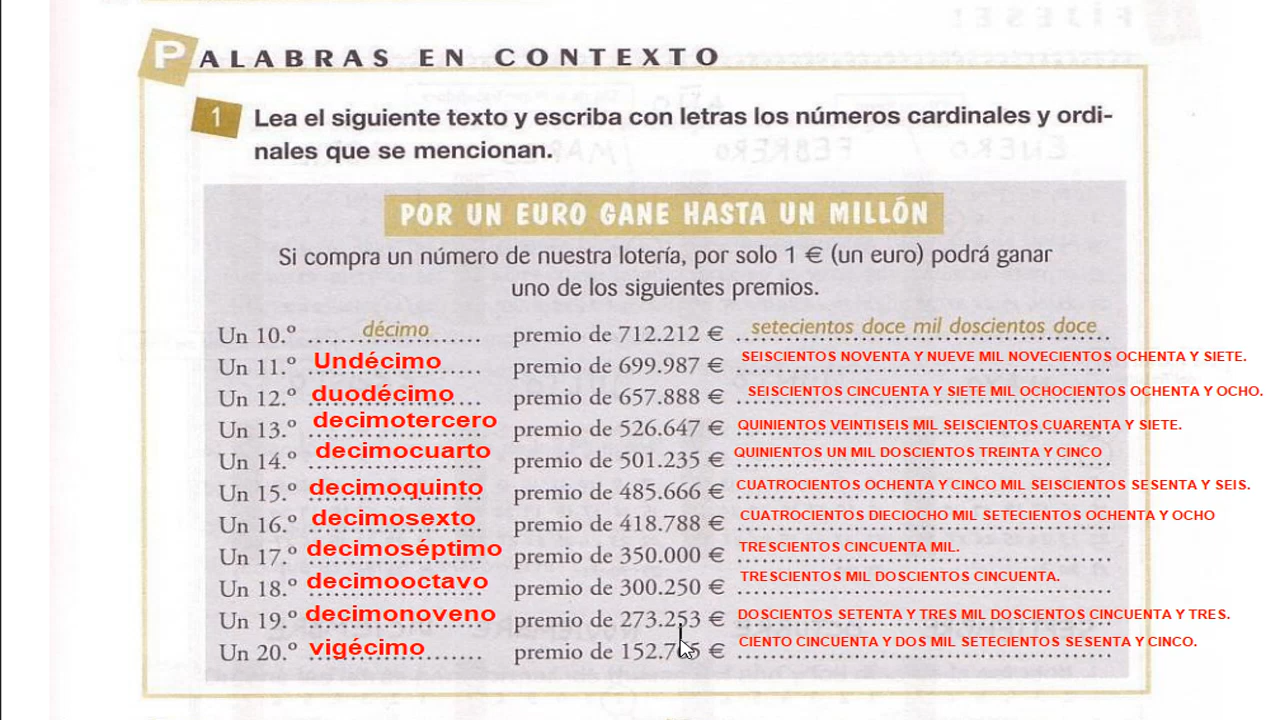 PALABRAS EN CONTEXTO
1 Lea el siguiente texto y escriba con letras los números cardinales y ordi-
nales que se mencionan.
POR UN EURO GANE HASTA UN MILLÓN
Si compra un número de nuestra lotería, por solo 1 € (un euro) podrá ganar
uno de los siguientes premios.
Un 10.º décimo premio de 712.212 € setecientos doce mil doscientos doce
Un 11.º Undécimo premio de 699.987 € SEISCIENTOS NOVENTA Y NUEVE MIL NOVECIENTOS OCHENTA Y SIETE.
Un 12.º duodécimo premio de 657.888 € SEISCIENTOS CINCUENTA Y SIETE MIL OCHOCIENTOS OCHENTA Y OCHO.
Un 13.º decimotercero premio de 526.647 € QUINIENTOS VEINTISEIS MIL SEISCIENTOS CUARENTA Y SIETE.
Un 14.º decimocuarto premio de 501.235 € QUINIENTOS UN MIL DOSCIENTOS TREINTA Y CINCO
Un 15.º decimoquinto premio de 485.666 € CUATROCIENTOS OCHENTA Y CINCO MIL SEISCIENTOS SESENTA Y SEIS.
Un 16.º decimosexto premio de 418.788 € CUATROCIENTOS DIECIOCHO MIL SETECIENTOS OCHENTA Y OCHO
Un 17.º decimoséptimo premio de 350.000 € TRESCIENTOS CINCUENTA MIL.
Un 18.º decimooctavo premio de 300.250 € TRESCIENTOS MIL DOSCIENTOS CINCUENTA.
Un 19.º decimonoveno premio de 273.253 € DOSCIENTOS SETENTA Y TRES MIL DOSCIENTOS CINCUENTA Y TRES.
Un 20.º vigécimo premio de € CIENTO CINCUENTA Y DOS MIL SETECIENTOS SESENTA Y CINCO.